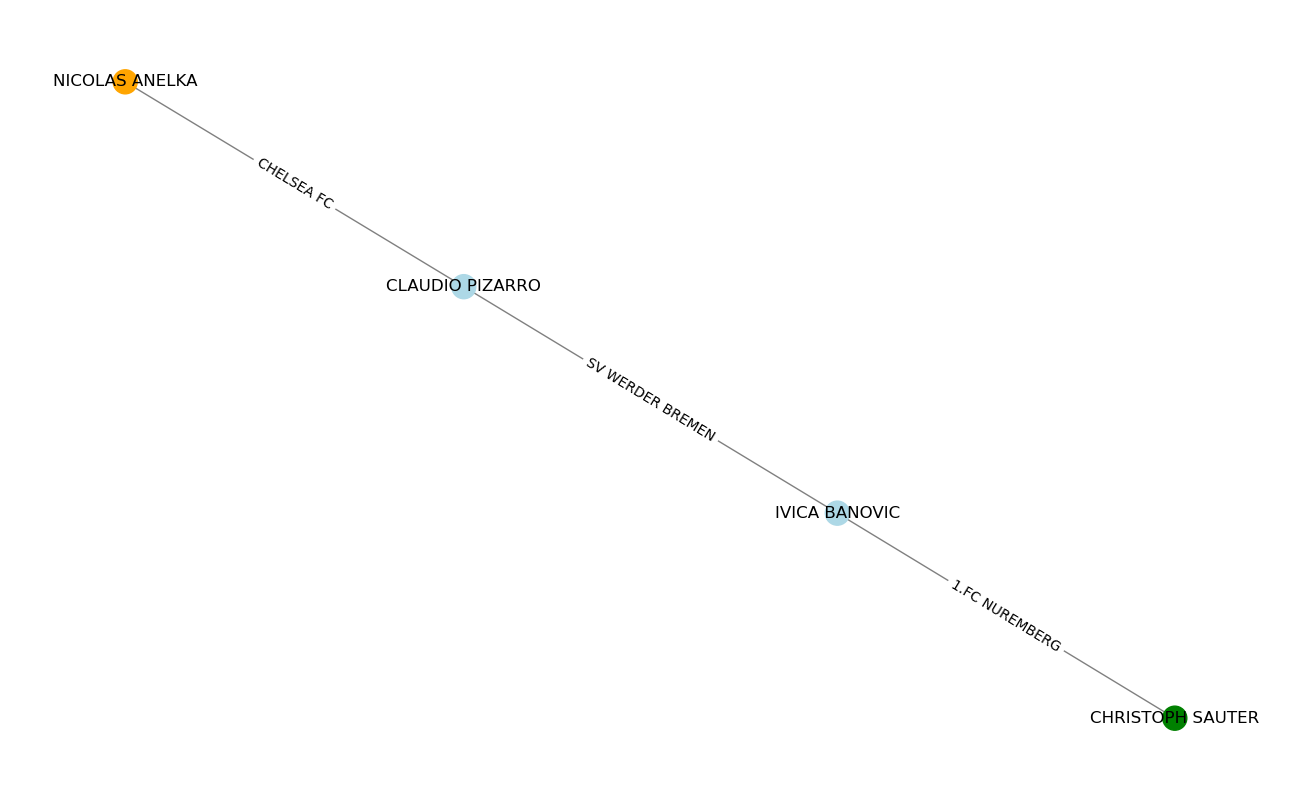 NICOLAS ANELKA
CHELSEA FC
CLAUDIO PIZARRO
SV WERDER BREMEN
IVICA BANOVIC
1.FC NUREMBERG
CHRISTOPH SAUTER